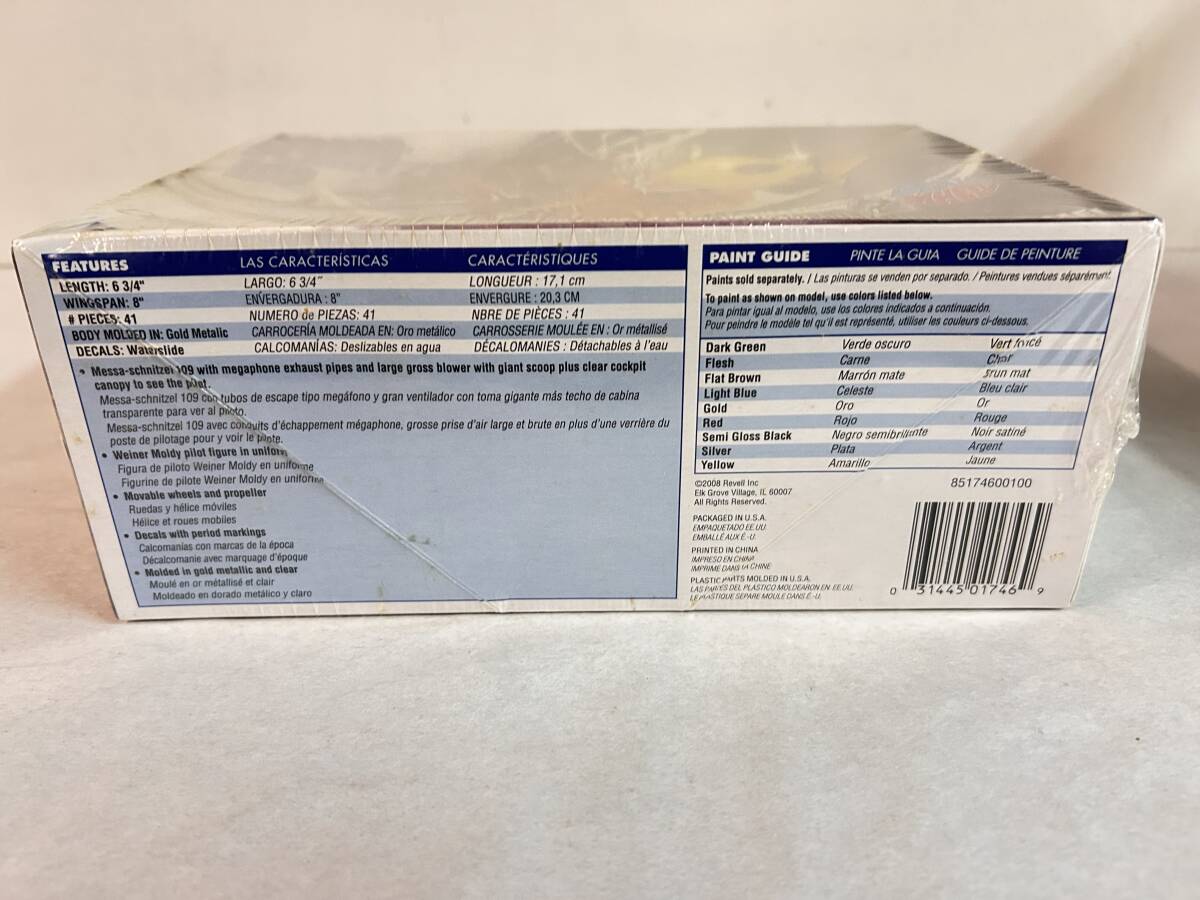 FEATURES LAS CARACTERÍSTICAS CARACTÉRISTIQUES
LENGTH: 6 3/4" LARGO: 6 3/4" LONGUEUR : 17,1 cm
WINGSPAN: 8" ENVERGADURA : 8" ENVERGURE : 20,3 CM
# PIECES: 41 NUMERO de PIEZAS: 41 NBRE DE PIÈCES : 41
BODY MOLDED IN: Gold Metalic CARROCERÍA MOLDEADA EN: Oro metálico CARROSSERIE MOULÉE EN : Or métallisé
DECALS: Waterslide CALCOMANÍAS: Deslizables en agua DÉCALOMANIES : Détachables à l'eau
• Messa-schnitzel 109 with megaphone exhaust pipes and large gross blower with giant scoop plus clear cockpit
canopy to see the pilot.
Messa-schnitzel 109 con tubos de escape tipo megáfono y gran ventilador con toma gigante más techo de cabina
transparente para ver al piloto.
Messa-schnitzel 109 avec conduits d'échappement mégaphone, grosse prise d'air large et brute en plus d'une verrière du
poste de pilotage pour y voir le pilote.
• Weiner Moldy pilot figure in uniform
Figura de piloto Weiner Moldy en uniforme
Figurine de pilote Weiner Moldy en uniforme
• Movable wheels and propeller
Ruedas y hélice móviles
Hélice et roues mobiles
• Decals with period markings
Calcomanías con marcas de la época
Décalcomanie avec marquage d'époque
• Molded in gold metallic and clear
Moulé en or métallisé et clair
Moldeado en dorado metálico y claro
PAINT GUIDE PINTE LA GUIA GUIDE DE PEINTURE
Paints sold separately. / Las pinturas se venden por separado. / Peintures vendues séparément.
To paint as shown on model, use colors listed below.
Para pintar igual al modelo, use los colores indicados a continuación.
Pour peindre le modèle tel qu'il est représenté, utiliser les couleurs ci-dessous.
Dark Green Verde oscuro Vert foncé
Flesh Carne Chair
Flat Brown Marrón mate Brun mat
Light Blue Celeste Bleu clair
Gold Oro Or
Red Rojo Rouge
Semi Gloss Black Negro semibrillante Noir satiné
Silver Plata Argent
Yellow Amarillo Jaune
©2008 Revell Inc
Elk Grove Village, IL 60007
All Rights Reserved.
85174600100
PACKAGED IN U.S.A.
EMPAQUETADO EE.UU.
EMBALLÉ AUX É.-U.
PRINTED IN CHINA
IMPRESO EN CHINA
IMPRIMÉ DANS LA CHINE
PLASTIC PARTS MOLDED IN U.S.A.
LAS PARTES DEL PLASTICO MOLDEARON EN EE.UU.
LE PLASTIQUE SEPARE MOULE DANS É.-U.
0 31445 01746 9